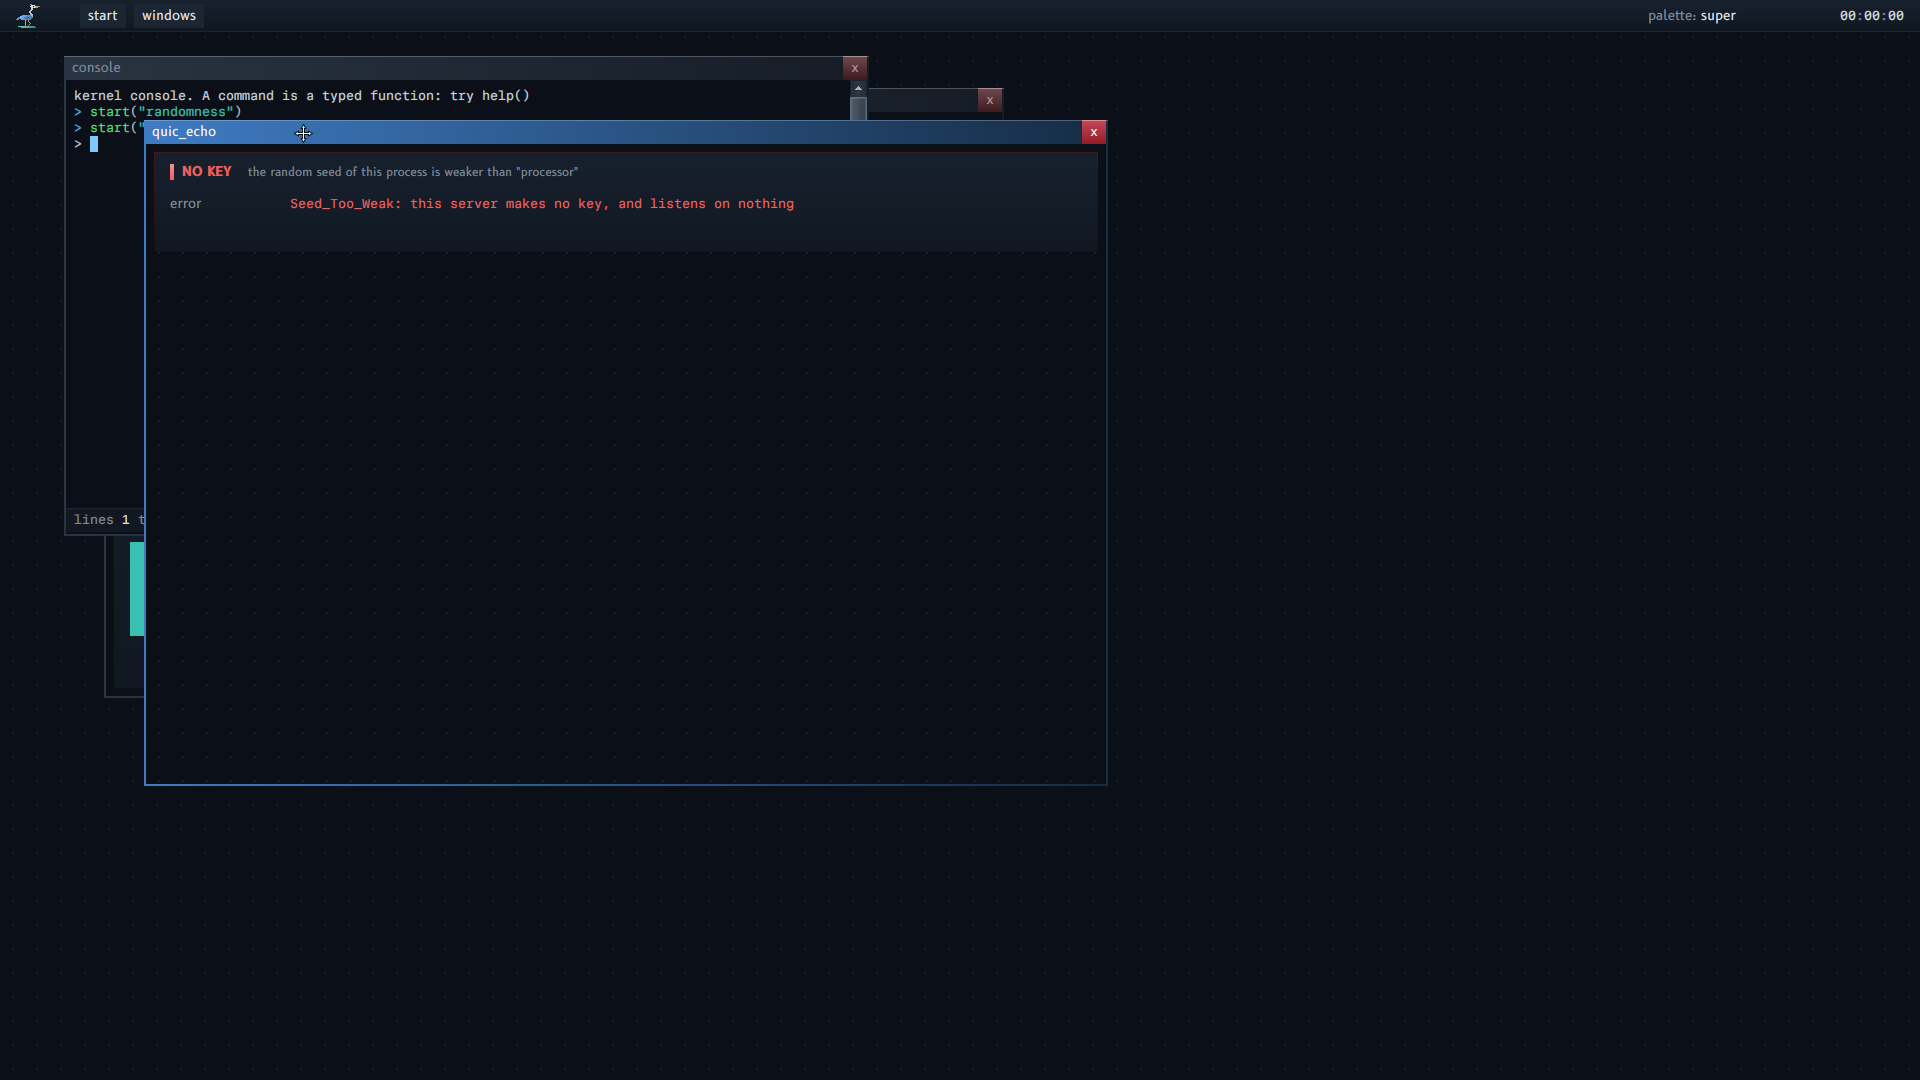 start windows palette: super 00:00:00
console x
kernel console. A command is a typed function: try help()
> start("randomness")
x
> start("
quic_echo x
>
NO KEY the random seed of this process is weaker than "processor"
error Seed_Too_Weak: this server makes no key, and listens on nothing
lines 1 t